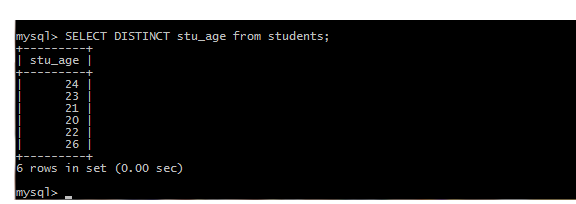 mysql> SELECT DISTINCT stu_age from students;
+---------+
| stu_age |
+---------+
|      24 |
|      23 |
|      21 |
|      20 |
|      22 |
|      26 |
+---------+
6 rows in set (0.00 sec)
mysql> _